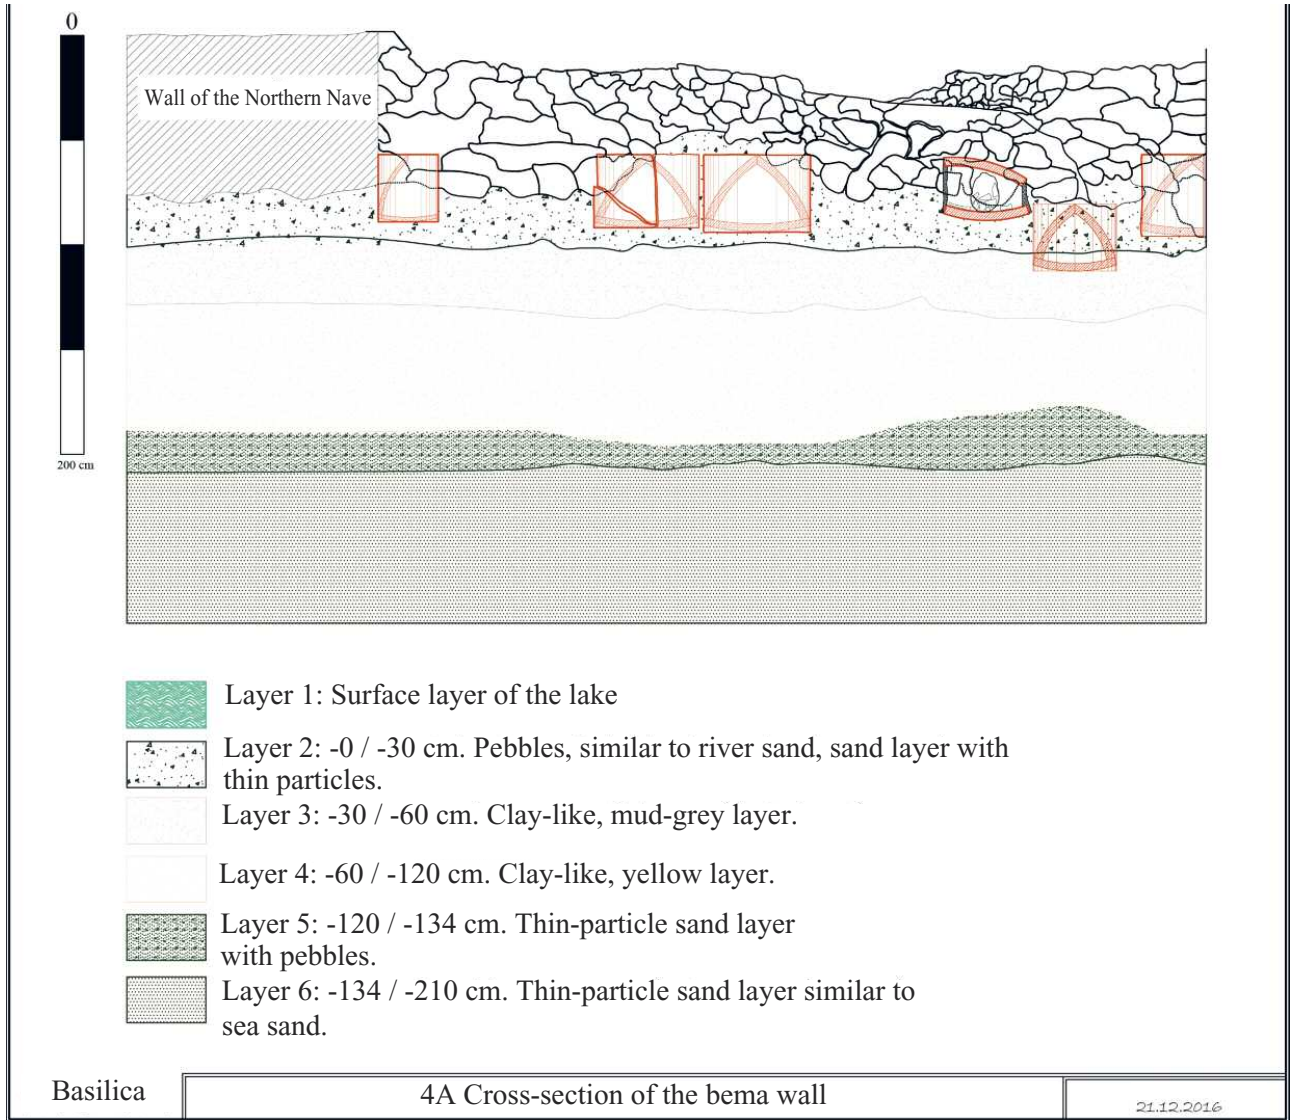 0
Wall of the Northern Nave
200 cm
Layer 1: Surface layer of the lake
Layer 2: -0 / -30 cm. Pebbles, similar to river sand, sand layer with
thin particles.
Layer 3: -30 / -60 cm. Clay-like, mud-grey layer.
Layer 4: -60 / -120 cm. Clay-like, yellow layer.
Layer 5: -120 / -134 cm. Thin-particle sand layer
with pebbles.
Layer 6: -134 / -210 cm. Thin-particle sand layer similar to
sea sand.
Basilica
4A Cross-section of the bema wall
21.12.2016